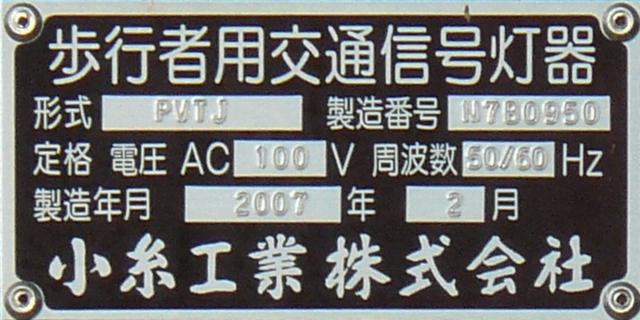 歩行者用交通信号灯器
形式 PVTJ 製造番号 N7B0950
定格 電圧 AC 100 V 周波数 50/60 Hz
製造年月 2007 年 2 月
小糸工業株式会社